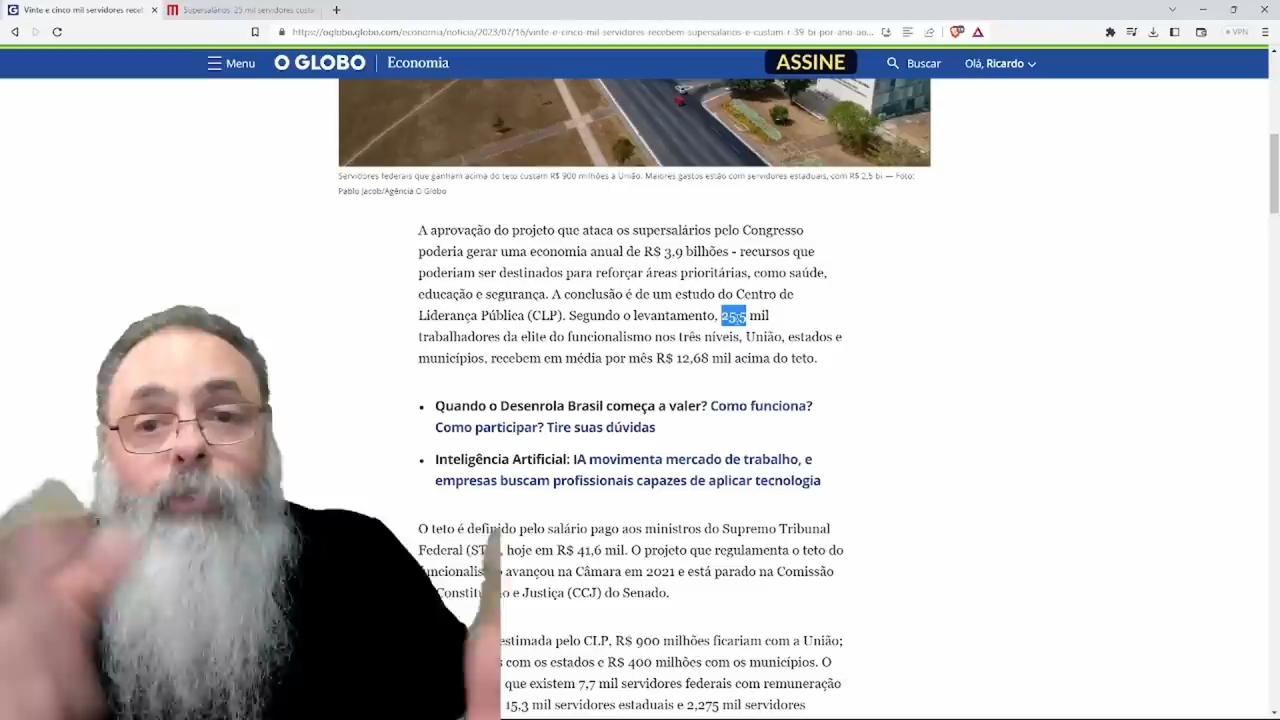 Vinte e cinco mil servidores recel
Supersalários: 25 mil servidores custa
https://oglobo.globo.com/economia/noticia/2023/07/16/vinte-e-cinco-mil-servidores-recebem-supersalarios-e-custam-r-39-bi-por-ano-ao...
VPN
Menu
O GLOBO
Economia
ASSINE
Buscar
Olá, Ricardo
Servidores federais que ganham acima do teto custam R$ 900 milhões à União. Maiores gastos estão com servidores estaduais, com R$ 2,5 bi — Foto:
Pablo Jacob/Agência O Globo
A aprovação do projeto que ataca os supersalários pelo Congresso
poderia gerar uma economia anual de R$ 3,9 bilhões - recursos que
poderiam ser destinados para reforçar áreas prioritárias, como saúde,
educação e segurança. A conclusão é de um estudo do Centro de
Liderança Pública (CLP). Segundo o levantamento, 25,5 mil
trabalhadores da elite do funcionalismo nos três níveis, União, estados e
municípios, recebem em média por mês R$ 12,68 mil acima do teto.
• Quando o Desenrola Brasil começa a valer? Como funciona?
Como participar? Tire suas dúvidas
• Inteligência Artificial: IA movimenta mercado de trabalho, e
empresas buscam profissionais capazes de aplicar tecnologia
O teto é definido pelo salário pago aos ministros do Supremo Tribunal
Federal (ST hoje em R$ 41,6 mil. O projeto que regulamenta o teto do
avançou na Câmara em 2021 e está parado na Comissão
e Justiça (CCJ) do Senado.
estimada pelo CLP, R$ 900 milhões ficariam com a União;
com os estados e R$ 400 milhões com os municípios. O
que existem 7,7 mil servidores federais com remuneração
15,3 mil servidores estaduais e 2,275 mil servidores